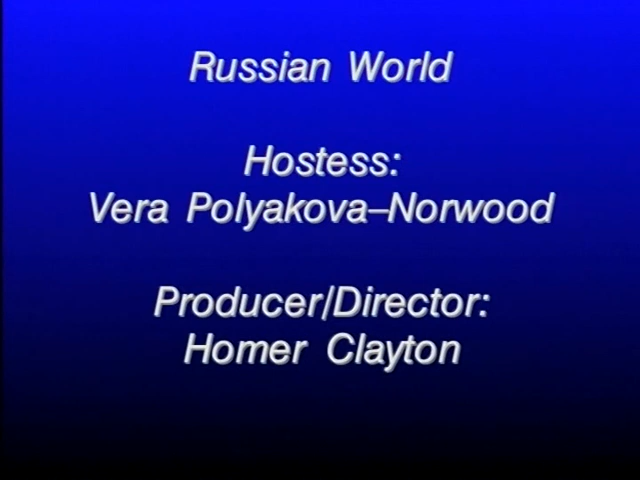 Russian World
Hostess:
Vera Polyakova–Norwood
Producer/Director:
Homer Clayton